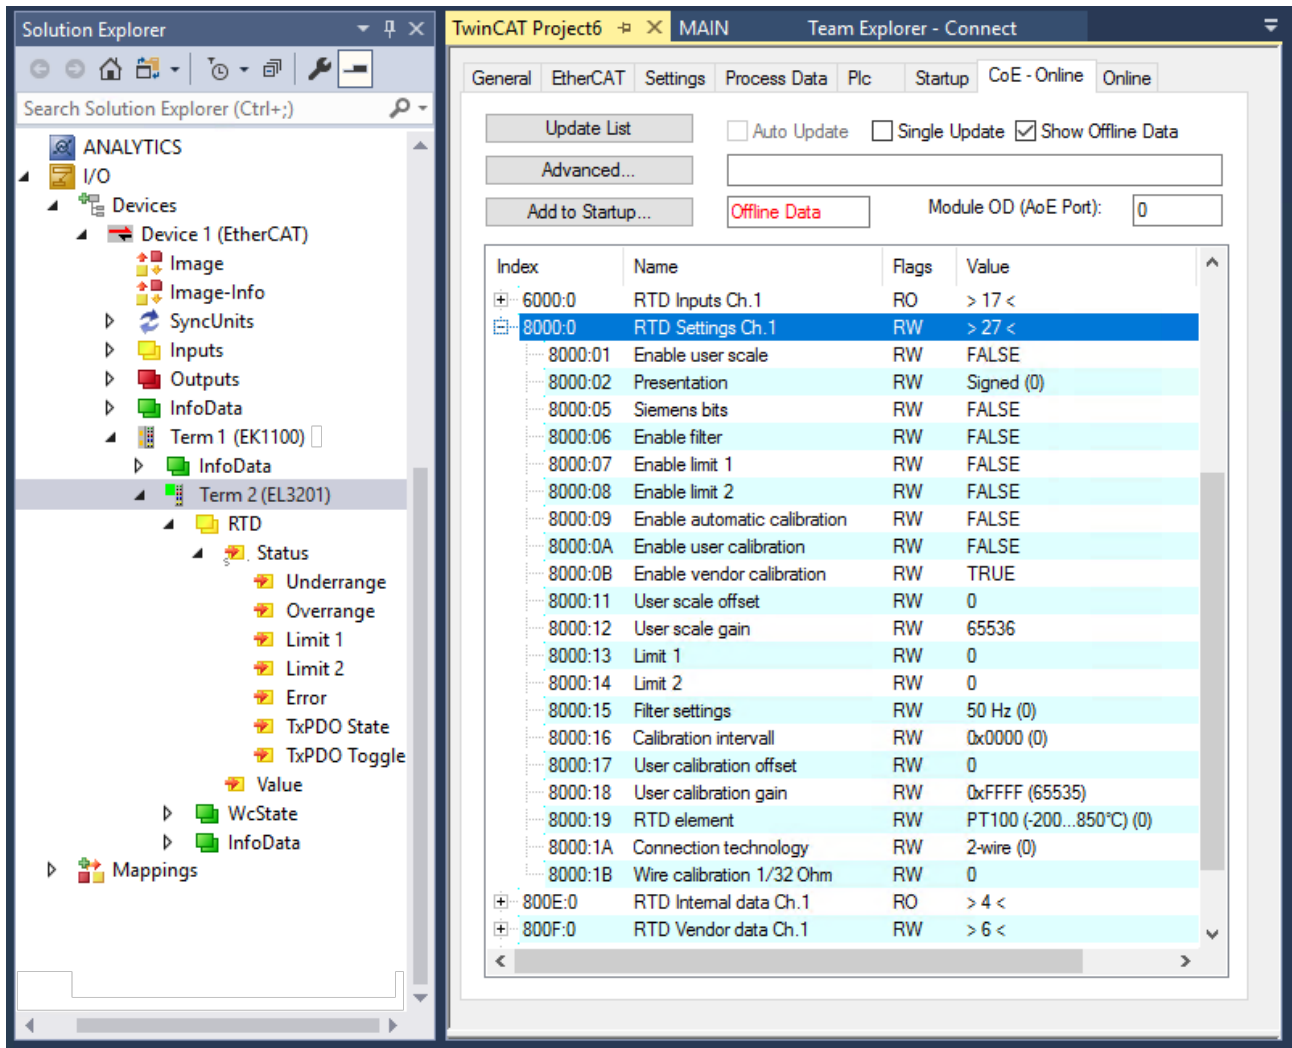 Solution Explorer
Search Solution Explorer (Ctrl+;)
ANALYTICS
I/O
Devices
Device 1 (EtherCAT)
Image
Image-Info
SyncUnits
Inputs
Outputs
InfoData
Term 1 (EK1100)
InfoData
Term 2 (EL3201)
RTD
Status
Underrange
Overrange
Limit 1
Limit 2
Error
TxPDO State
TxPDO Toggle
Value
WcState
InfoData
Mappings
TwinCAT Project6 MAIN Team Explorer - Connect
General EtherCAT Settings Process Data Plc Startup CoE - Online Online
Update List Auto Update Single Update Show Offline Data
Advanced...
Add to Startup... Offline Data Module OD (AoE Port): 0
Index Name Flags Value
6000:0 RTD Inputs Ch.1 RO > 17 <
8000:0 RTD Settings Ch.1 RW > 27 <
8000:01 Enable user scale RW FALSE
8000:02 Presentation RW Signed (0)
8000:05 Siemens bits RW FALSE
8000:06 Enable filter RW FALSE
8000:07 Enable limit 1 RW FALSE
8000:08 Enable limit 2 RW FALSE
8000:09 Enable automatic calibration RW FALSE
8000:0A Enable user calibration RW FALSE
8000:0B Enable vendor calibration RW TRUE
8000:11 User scale offset RW 0
8000:12 User scale gain RW 65536
8000:13 Limit 1 RW 0
8000:14 Limit 2 RW 0
8000:15 Filter settings RW 50 Hz (0)
8000:16 Calibration intervall RW 0x0000 (0)
8000:17 User calibration offset RW 0
8000:18 User calibration gain RW 0xFFFF (65535)
8000:19 RTD element RW PT100 (-200...850°C) (0)
8000:1A Connection technology RW 2-wire (0)
8000:1B Wire calibration 1/32 Ohm RW 0
800E:0 RTD Internal data Ch.1 RO > 4 <
800F:0 RTD Vendor data Ch.1 RW > 6 <